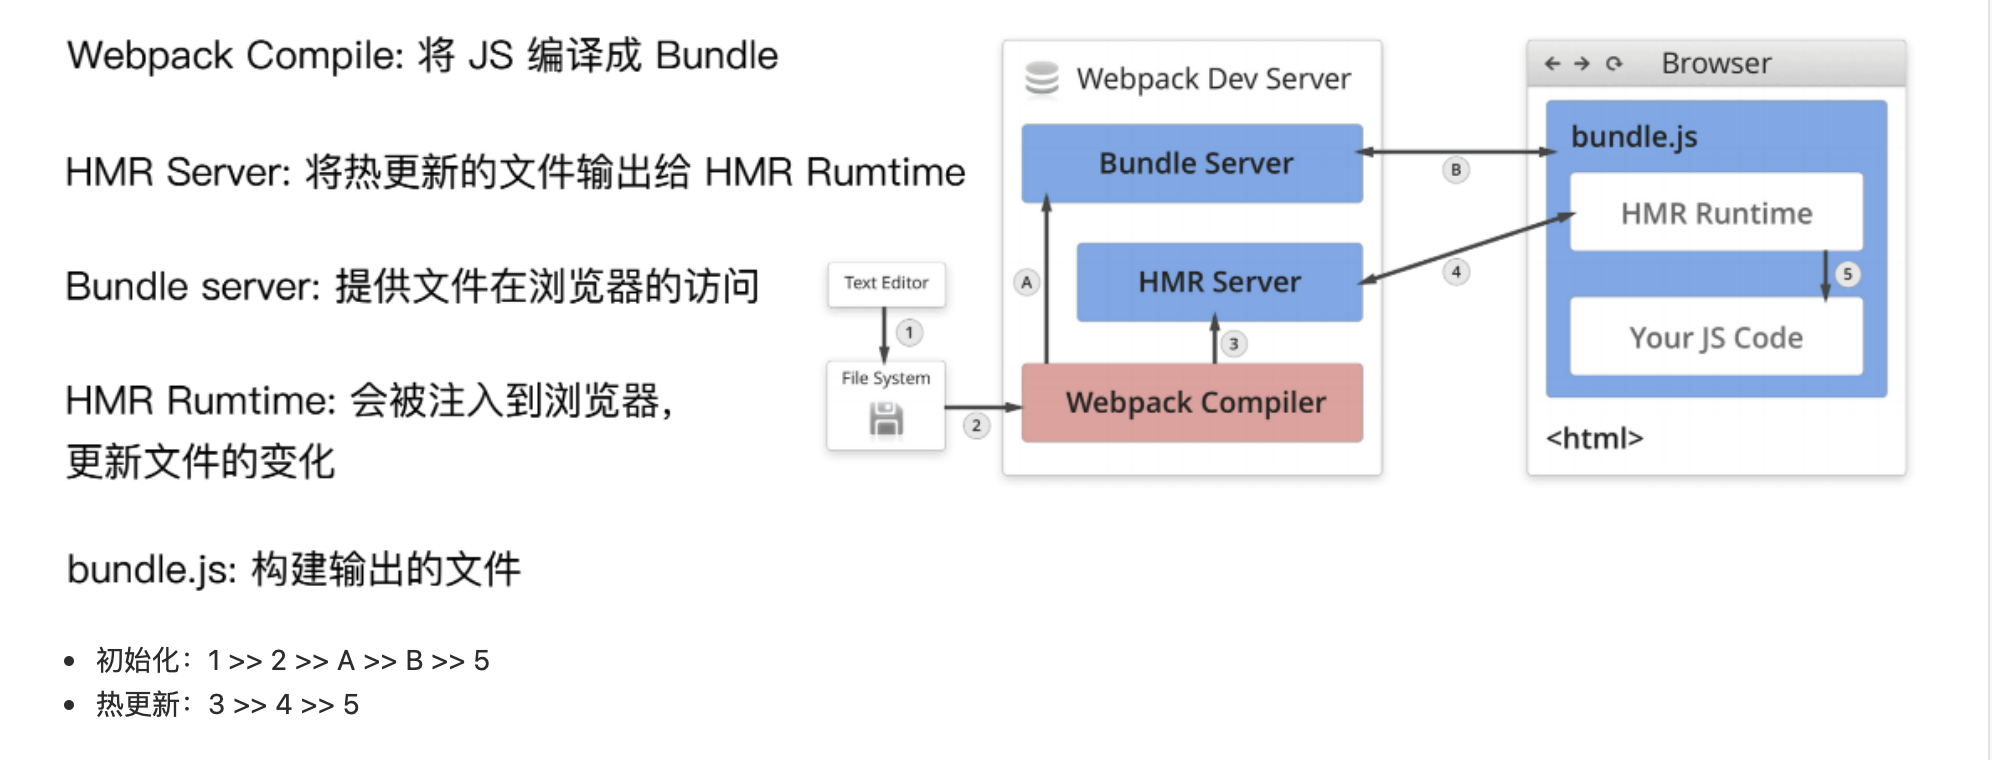 Webpack Compile: 将 JS 编译成 Bundle
HMR Server: 将热更新的文件输出给 HMR Rumtime
Bundle server: 提供文件在浏览器的访问
HMR Rumtime: 会被注入到浏览器,
更新文件的变化
bundle.js: 构建输出的文件
Text Editor
1
File System
2
Webpack Dev Server
Bundle Server
A
HMR Server
3
Webpack Compiler
B
4
Browser
bundle.js
HMR Runtime
5
Your JS Code
<html>
• 初始化：1 >> 2 >> A >> B >> 5
• 热更新：3 >> 4 >> 5